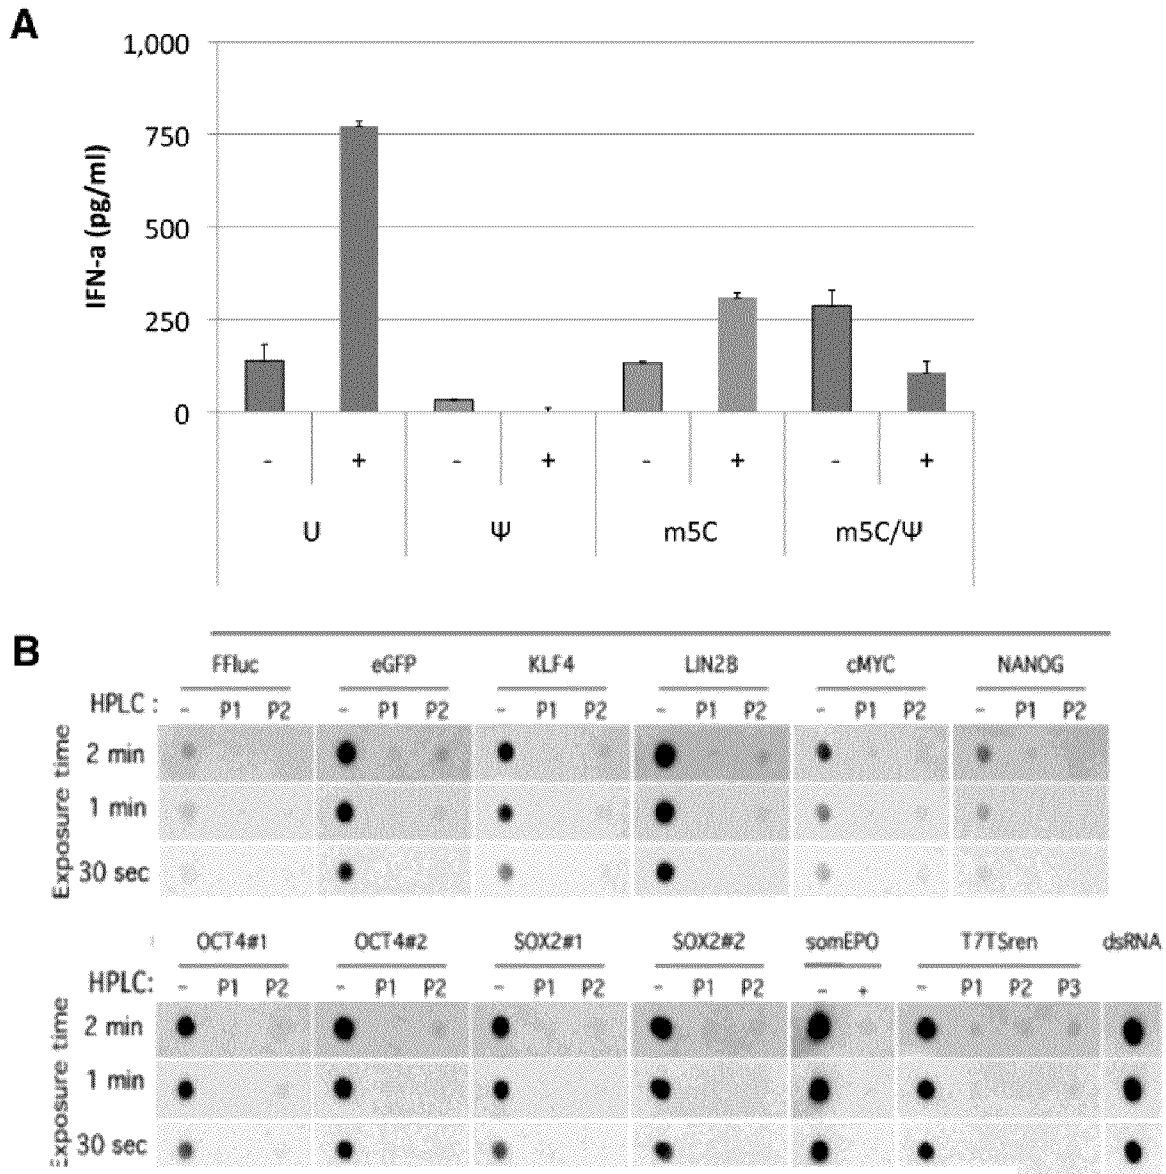 A
1,000
750
500
250
0
IFN-a (pg/ml)
- + - + - + - +
U Ψ m5C m5C/Ψ
B
FFluc eGFP KLF4 LIN28 cMYC NANOG
HPLC : - P1 P2 - P1 P2 - P1 P2 - P1 P2 - P1 P2 - P1 P2
Exposure time
2 min
1 min
30 sec
OCT4#1 OCT4#2 SOX2#1 SOX2#2 somEPO T7TSren dsRNA
HPLC: - P1 P2 - P1 P2 - P1 P2 - P1 P2 - + - P1 P2 P3
Exposure time
2 min
1 min
30 sec